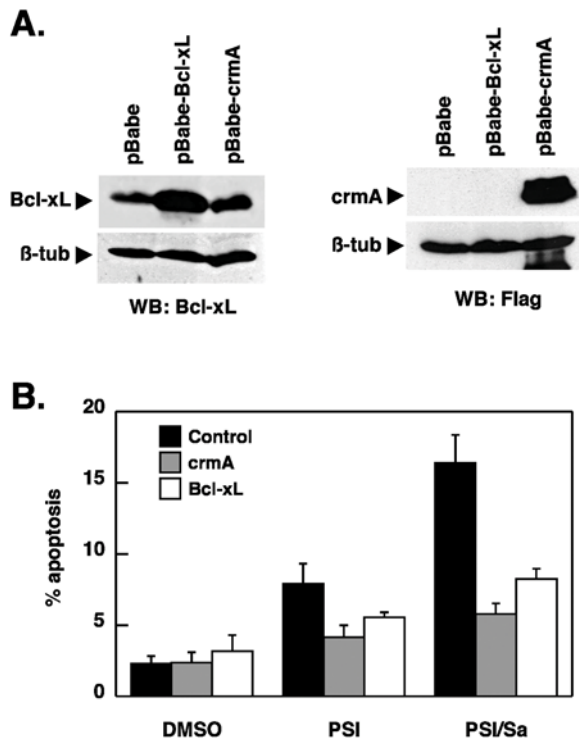 A.
pBabe
pBabe-Bcl-xL
pBabe-crmA
Bcl-xL
ß-tub
WB: Bcl-xL
pBabe
pBabe-Bcl-xL
pBabe-crmA
crmA
ß-tub
WB: Flag
B.
% apoptosis
20
15
10
5
0
Control
crmA
Bcl-xL
DMSO
PSI
PSI/Sa